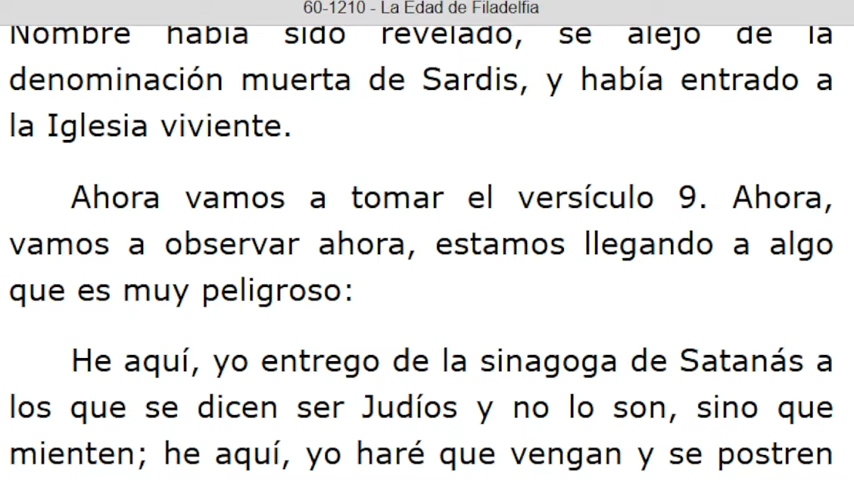 60-1210 - La Edad de Filadelfia
Nombre había sido revelado, se alejó de la
denominación muerta de Sardis, y había entrado a
la Iglesia viviente.
Ahora vamos a tomar el versículo 9. Ahora,
vamos a observar ahora, estamos llegando a algo
que es muy peligroso:
He aquí, yo entrego de la sinagoga de Satanás a
los que se dicen ser Judíos y no lo son, sino que
mienten; he aquí, yo haré que vengan y se postren